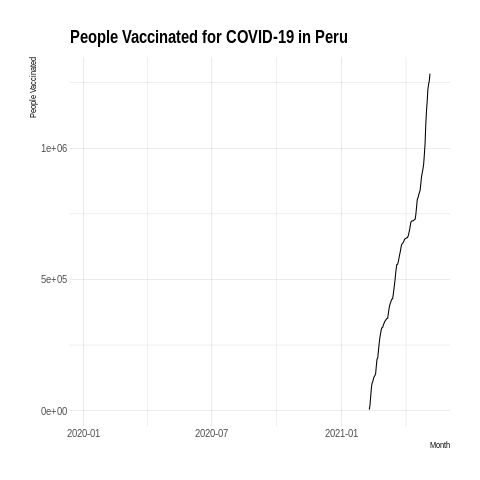 People Vaccinated for COVID-19 in Peru
People Vaccinated
1e+06
5e+05
0e+00
2020-01 2020-07 2021-01
Month